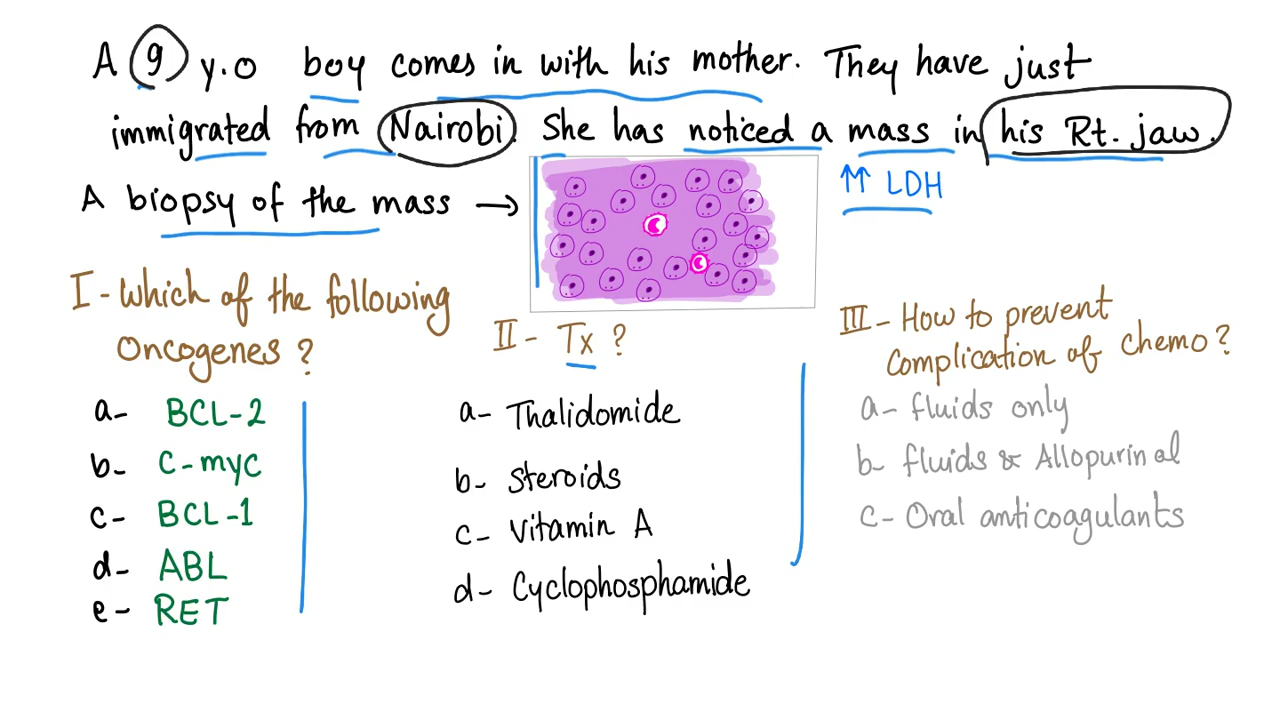 A 9 y.o boy comes in with his mother. They have just
immigrated from Nairobi. She has noticed a mass in his Rt. jaw.
A biopsy of the mass →
↑↑ LDH
I - Which of the following
Oncogenes ?
a- BCL-2
b- C-myc
c- BCL-1
d- ABL
e- RET
II - Tx ?
a- Thalidomide
b- Steroids
c- Vitamin A
d- Cyclophosphamide
III - How to prevent
Complication of chemo?
a- fluids only
b- fluids & Allopurinol
c- Oral anticoagulants